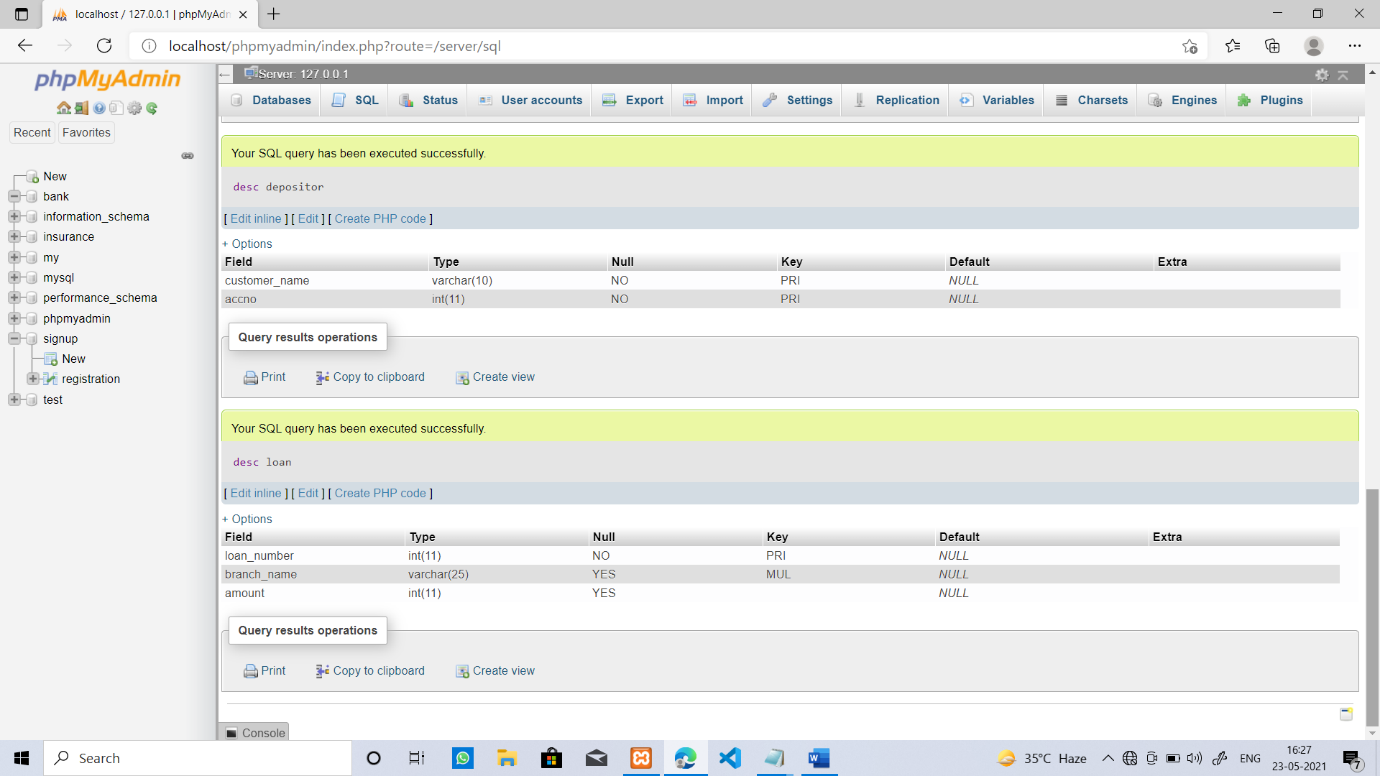 localhost / 127.0.0.1 | phpMyAdn
localhost/phpmyadmin/index.php?route=/server/sql
phpMyAdmin
Recent Favorites
New
bank
information_schema
insurance
my
mysql
performance_schema
phpmyadmin
signup
New
registration
test
Server: 127.0.0.1
Databases SQL Status User accounts Export Import Settings Replication Variables Charsets Engines Plugins
Your SQL query has been executed successfully.
desc depositor
[ Edit inline ] [ Edit ] [ Create PHP code ]
+ Options
Field Type Null Key Default Extra
customer_name varchar(10) NO PRI NULL
accno int(11) NO PRI NULL
Query results operations
Print Copy to clipboard Create view
Your SQL query has been executed successfully.
desc loan
[ Edit inline ] [ Edit ] [ Create PHP code ]
+ Options
Field Type Null Key Default Extra
loan_number int(11) NO PRI NULL
branch_name varchar(25) YES MUL NULL
amount int(11) YES NULL
Query results operations
Print Copy to clipboard Create view
Console
Search
35°C Haze
ENG
16:27
23-05-2021
7